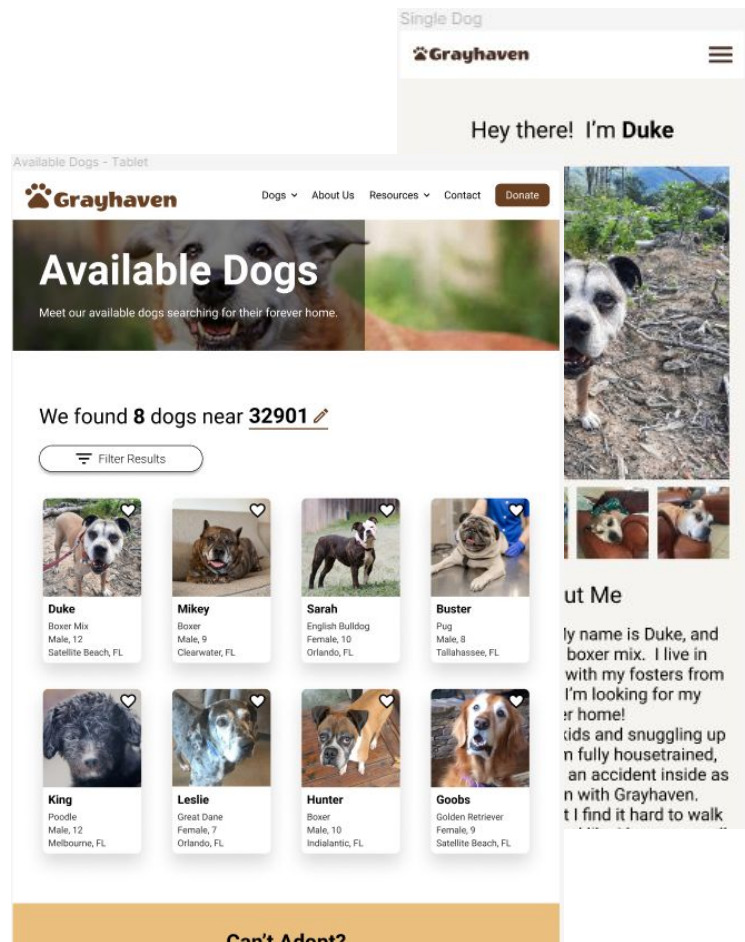 Single Dog
Grayhaven
Hey there! I'm Duke
Available Dogs - Tablet
Grayhaven
Dogs About Us Resources Contact Donate
Available Dogs
Meet our available dogs searching for their forever home.
We found 8 dogs near 32901
Filter Results
Duke
Boxer Mix
Male, 12
Satellite Beach, FL
Mikey
Boxer
Male, 9
Clearwater, FL
Sarah
English Bulldog
Female, 10
Orlando, FL
Buster
Pug
Male, 8
Tallahassee, FL
King
Poodle
Male, 12
Melbourne, FL
Leslie
Great Dane
Female, 7
Orlando, FL
Hunter
Boxer
Male, 10
Indialantic, FL
Goobs
Golden Retriever
Female, 9
Satellite Beach, FL
Can't Adopt?
ut Me
y name is Duke, and
boxer mix. I live in
with my fosters from
I'm looking for my
er home!
kids and snuggling up
n fully housetrained,
an accident inside as
n with Grayhaven.
t I find it hard to walk